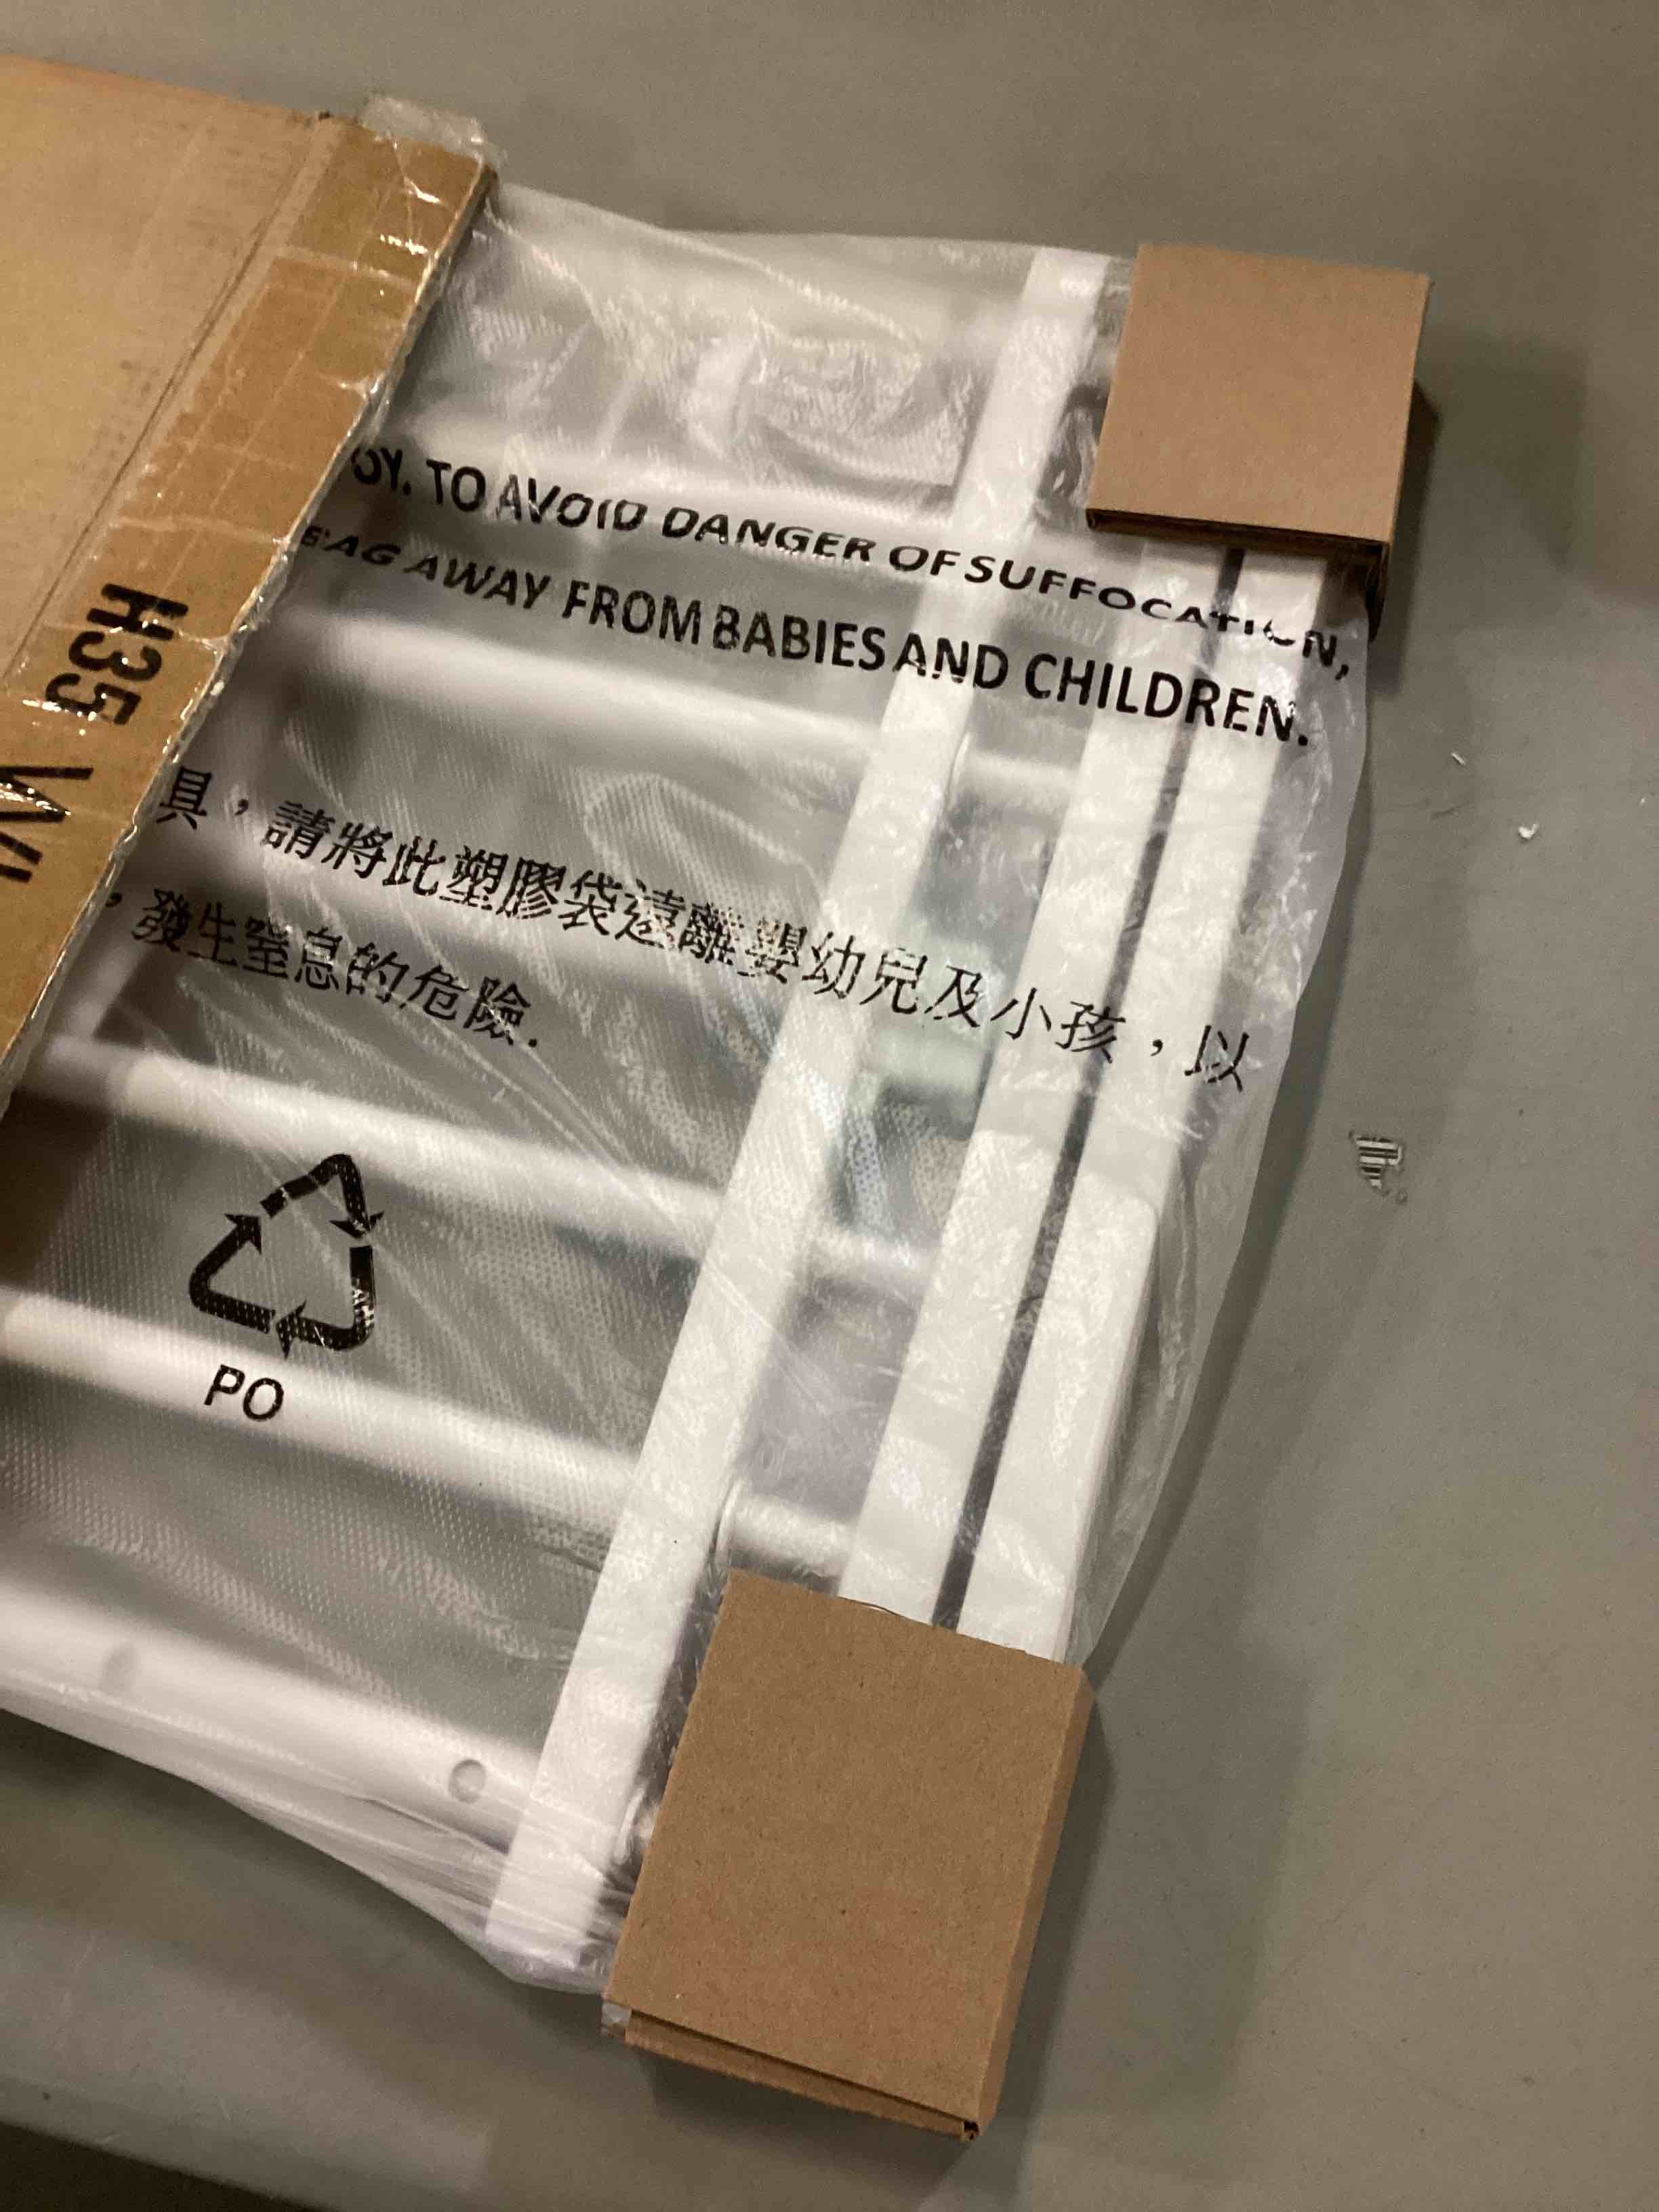 OY. TO AVOID DANGER OF SUFFOCATION,
BAG AWAY FROM BABIES AND CHILDREN.
具，請將此塑膠袋遠離嬰幼兒及小孩，以
，發生窒息的危險.
PO
H35